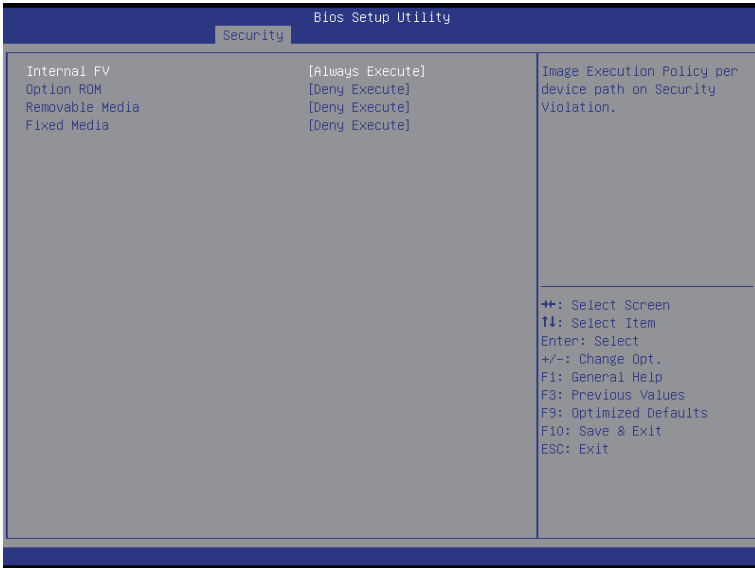 Bios Setup Utility
Security
Internal FV [Always Execute]
Option ROM [Deny Execute]
Removable Media [Deny Execute]
Fixed Media [Deny Execute]
Image Execution Policy per
device path on Security
Violation.
→←: Select Screen
↑↓: Select Item
Enter: Select
+/-: Change Opt.
F1: General Help
F3: Previous Values
F9: Optimized Defaults
F10: Save & Exit
ESC: Exit